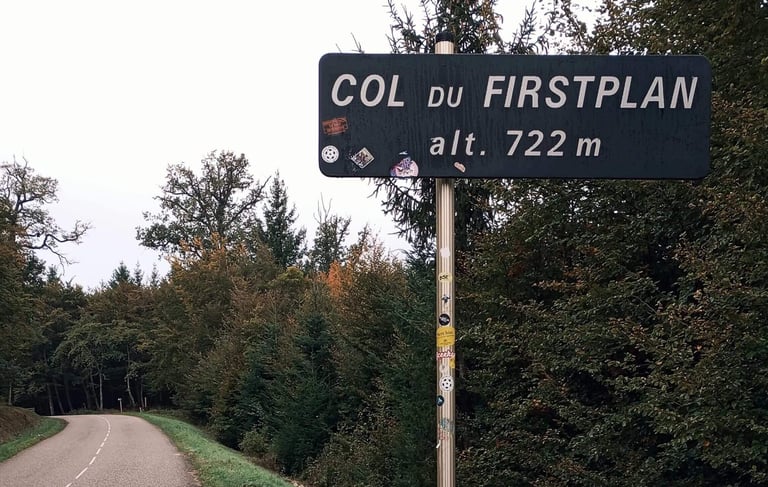 COL DU FIRSTPLAN
alt. 722 m